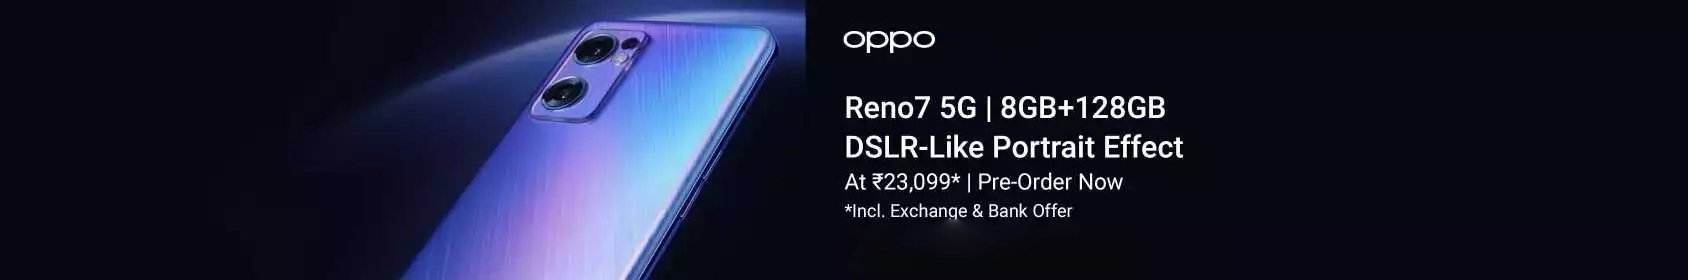 oppo
Reno7 5G | 8GB+128GB
DSLR-Like Portrait Effect
At ₹23,099* | Pre-Order Now
*Incl. Exchange & Bank Offer